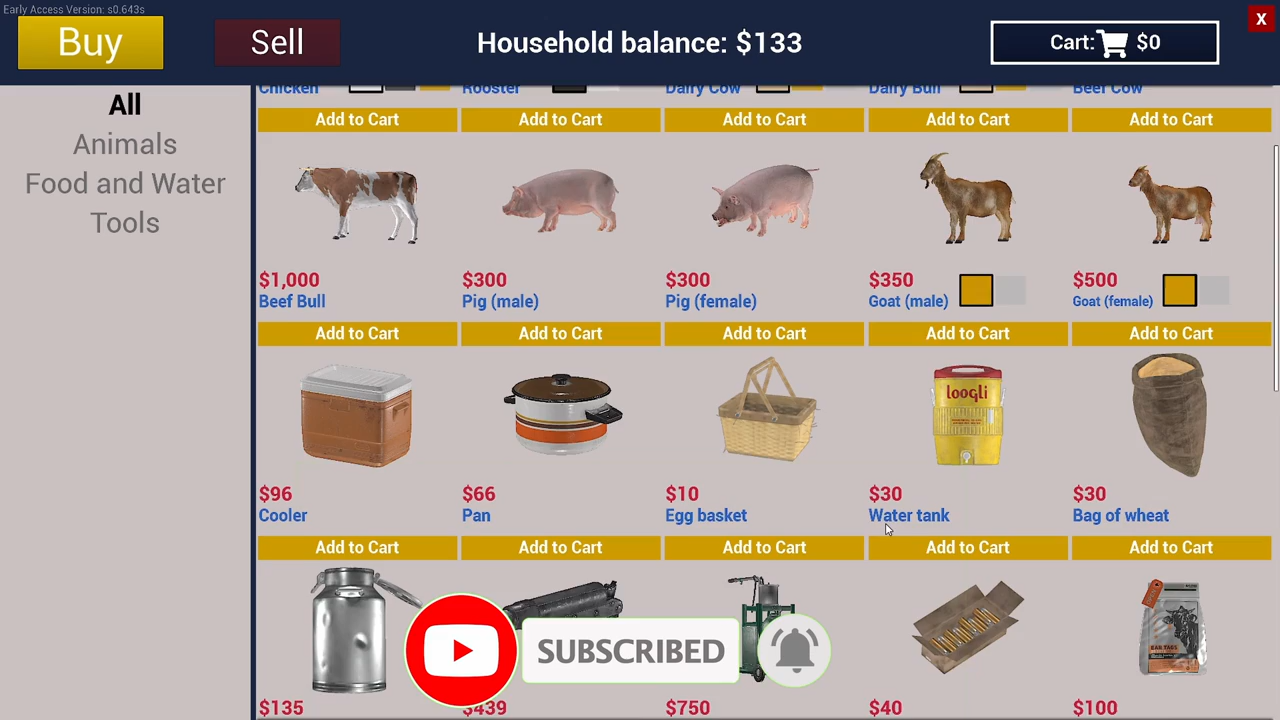 Early Access Version: s0.643s
Buy
Sell
Household balance: $133
Cart: $0
X
All
Animals
Food and Water
Tools
Chicken
Rooster
Dairy Cow
Dairy Bull
Beef Cow
Add to Cart
Add to Cart
Add to Cart
Add to Cart
Add to Cart
$1,000
Beef Bull
$300
Pig (male)
$300
Pig (female)
$350
Goat (male)
$500
Goat (female)
Add to Cart
Add to Cart
Add to Cart
Add to Cart
Add to Cart
loogli
$96
Cooler
$66
Pan
$10
Egg basket
$30
Water tank
$30
Bag of wheat
Add to Cart
Add to Cart
Add to Cart
Add to Cart
Add to Cart
EAR TAGS
SUBSCRIBED
$135
$439
$750
$40
$100